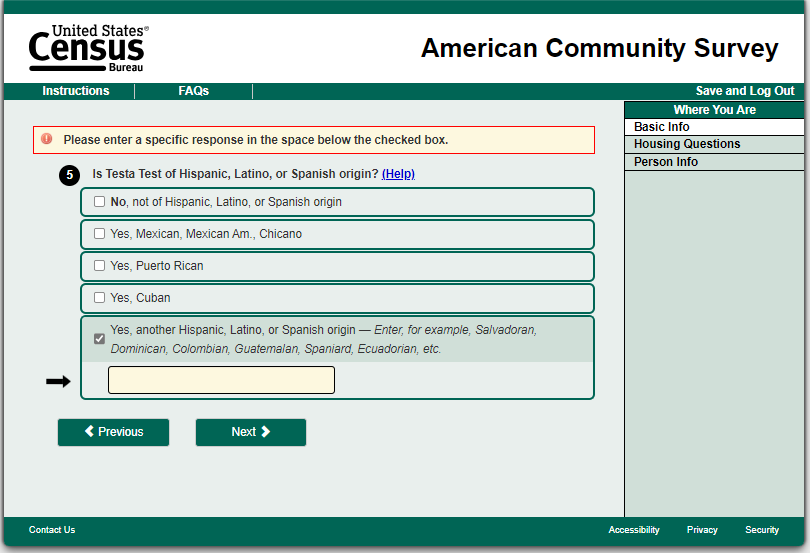 United States®
Census
Bureau
American Community Survey
Instructions
FAQs
Save and Log Out
Where You Are
Basic Info
Housing Questions
Person Info
Please enter a specific response in the space below the checked box.
5 Is Testa Test of Hispanic, Latino, or Spanish origin? (Help)
No, not of Hispanic, Latino, or Spanish origin
Yes, Mexican, Mexican Am., Chicano
Yes, Puerto Rican
Yes, Cuban
Yes, another Hispanic, Latino, or Spanish origin — Enter, for example, Salvadoran,
Dominican, Colombian, Guatemalan, Spaniard, Ecuadorian, etc.
Previous
Next
Contact Us
Accessibility
Privacy
Security